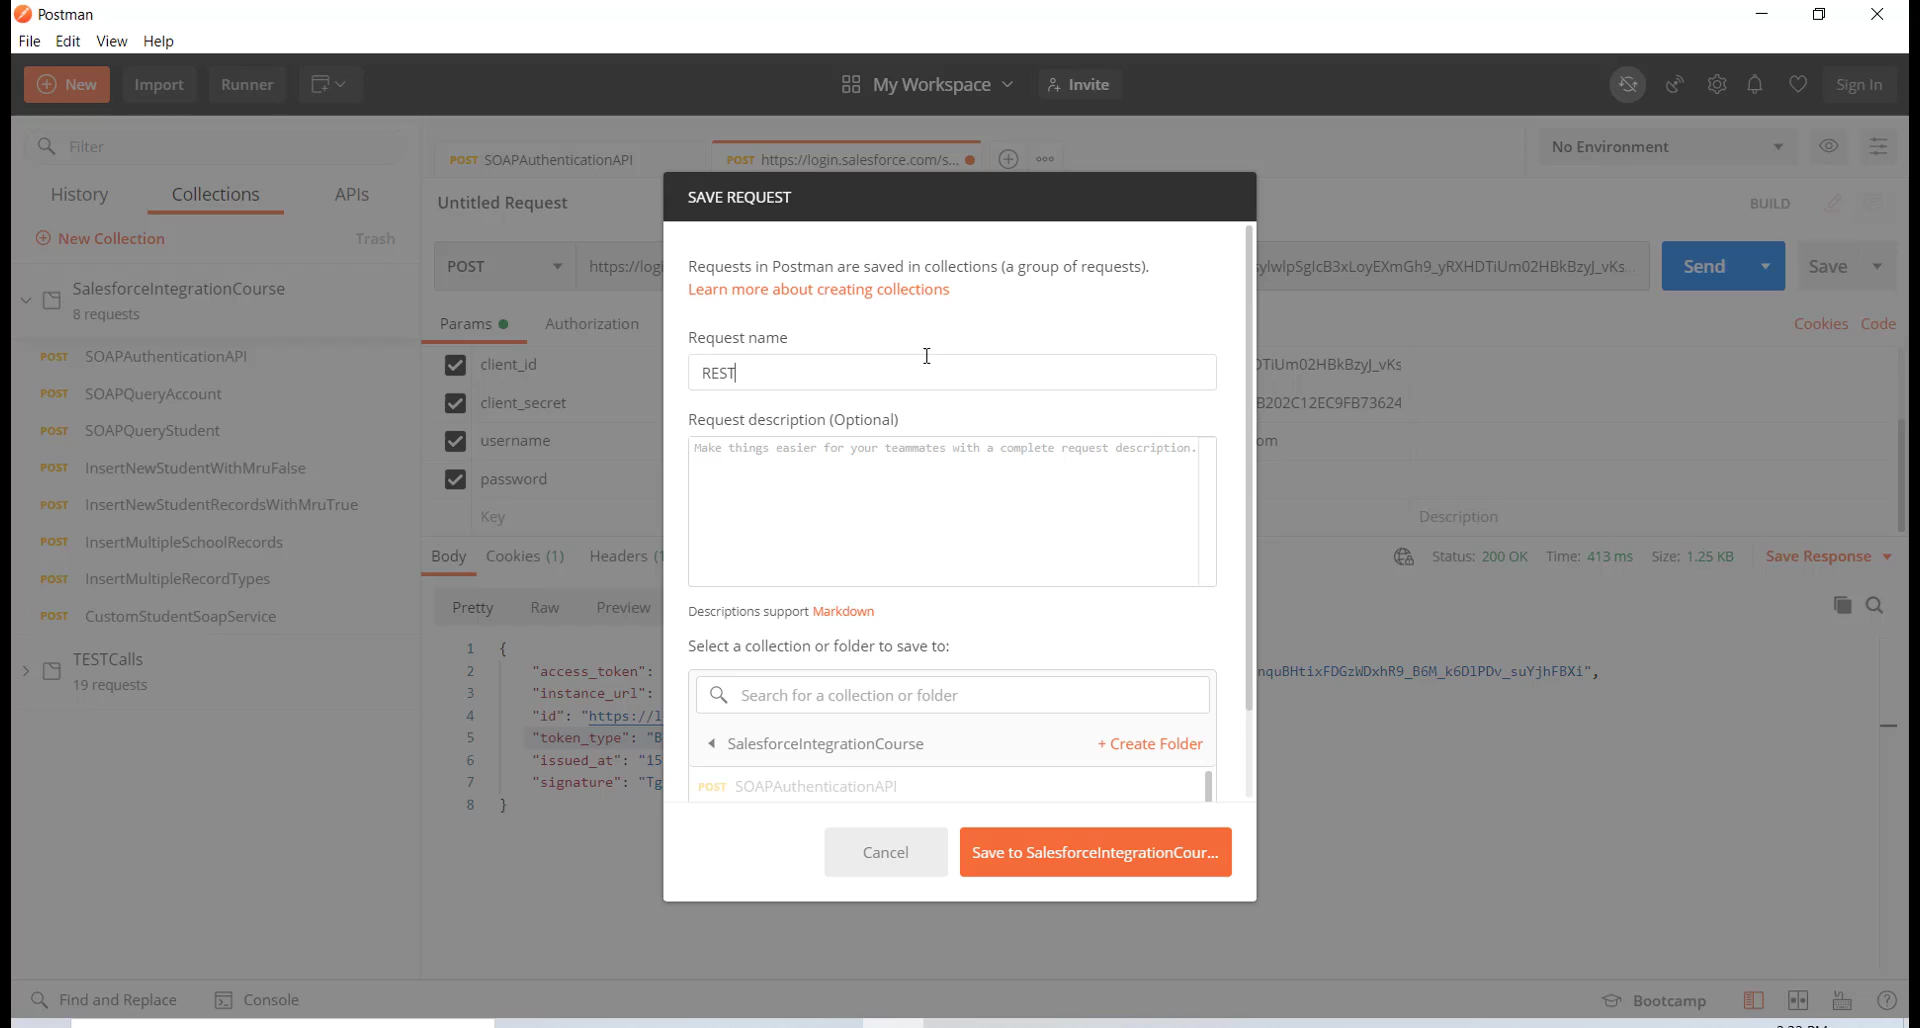 Postman
File Edit View Help
New Import Runner My Workspace Invite Sign In
Filter
History Collections APIs
New Collection Trash
SalesforceIntegrationCourse
8 requests
POST SOAPAuthenticationAPI
POST SOAPQueryAccount
POST SOAPQueryStudent
POST InsertNewStudentWithMruFalse
POST InsertNewStudentRecordsWithMruTrue
POST InsertMultipleSchoolRecords
POST InsertMultipleRecordTypes
POST CustomStudentSoapService
TESTCalls
19 requests
POST SOAPAuthenticationAPI POST https://login.salesforce.com/s... No Environment
Untitled Request BUILD
POST https://logi Send Save
Params Authorization Cookies Code
client_id
client_secret
username
password
Key Description
Body Cookies (1) Headers (1 Status: 200 OK Time: 413 ms Size: 1.25 KB Save Response
Pretty Raw Preview
1 {
2 "access_token": nquBHtixFDGzWDxhR9_B6M_k6DlPDv_suYjhFBXi",
3 "instance_url":
4 "id": "https://l
5 "token_type": "B
6 "issued_at": "15
7 "signature": "Tg
8 }
SAVE REQUEST
Requests in Postman are saved in collections (a group of requests).
Learn more about creating collections
Request name
REST
Request description (Optional)
Make things easier for your teammates with a complete request description.
Descriptions support Markdown
Select a collection or folder to save to:
Search for a collection or folder
SalesforceIntegrationCourse + Create Folder
POST SOAPAuthenticationAPI
Cancel Save to SalesforceIntegrationCour...
Find and Replace Console Bootcamp